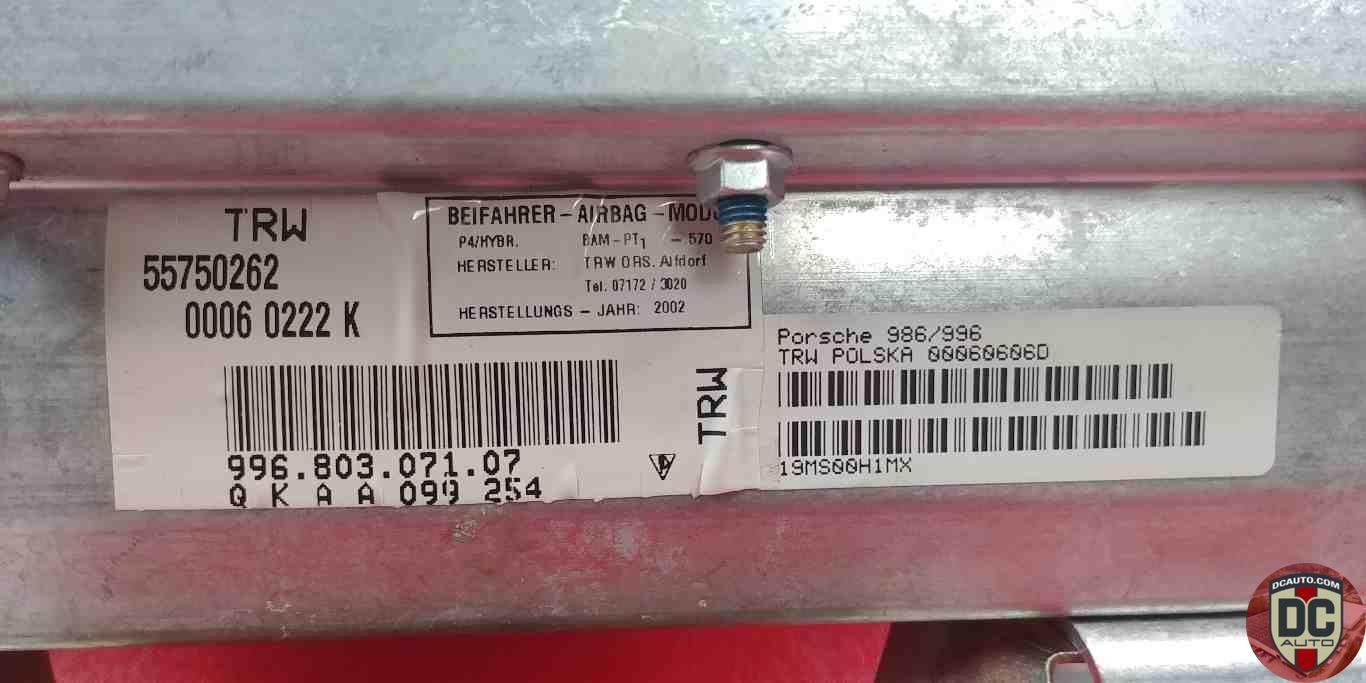 TRW
55750262
0006 0222 K
BEIFAHRER – AIRBAG – MODU
P4/HYBR. BAM – PT1 – 570
HERSTELLER: TRW ORS. Alfdorf
Tel. 07172 / 3020
HERSTELLUNGS – JAHR: 2002
996.803.071.07
Q K A A 099 254
TRW
Porsche 986/996
TRW POLSKA 00060606D
19MS00H1MX
DCAUTO.COM
DC
AUTO